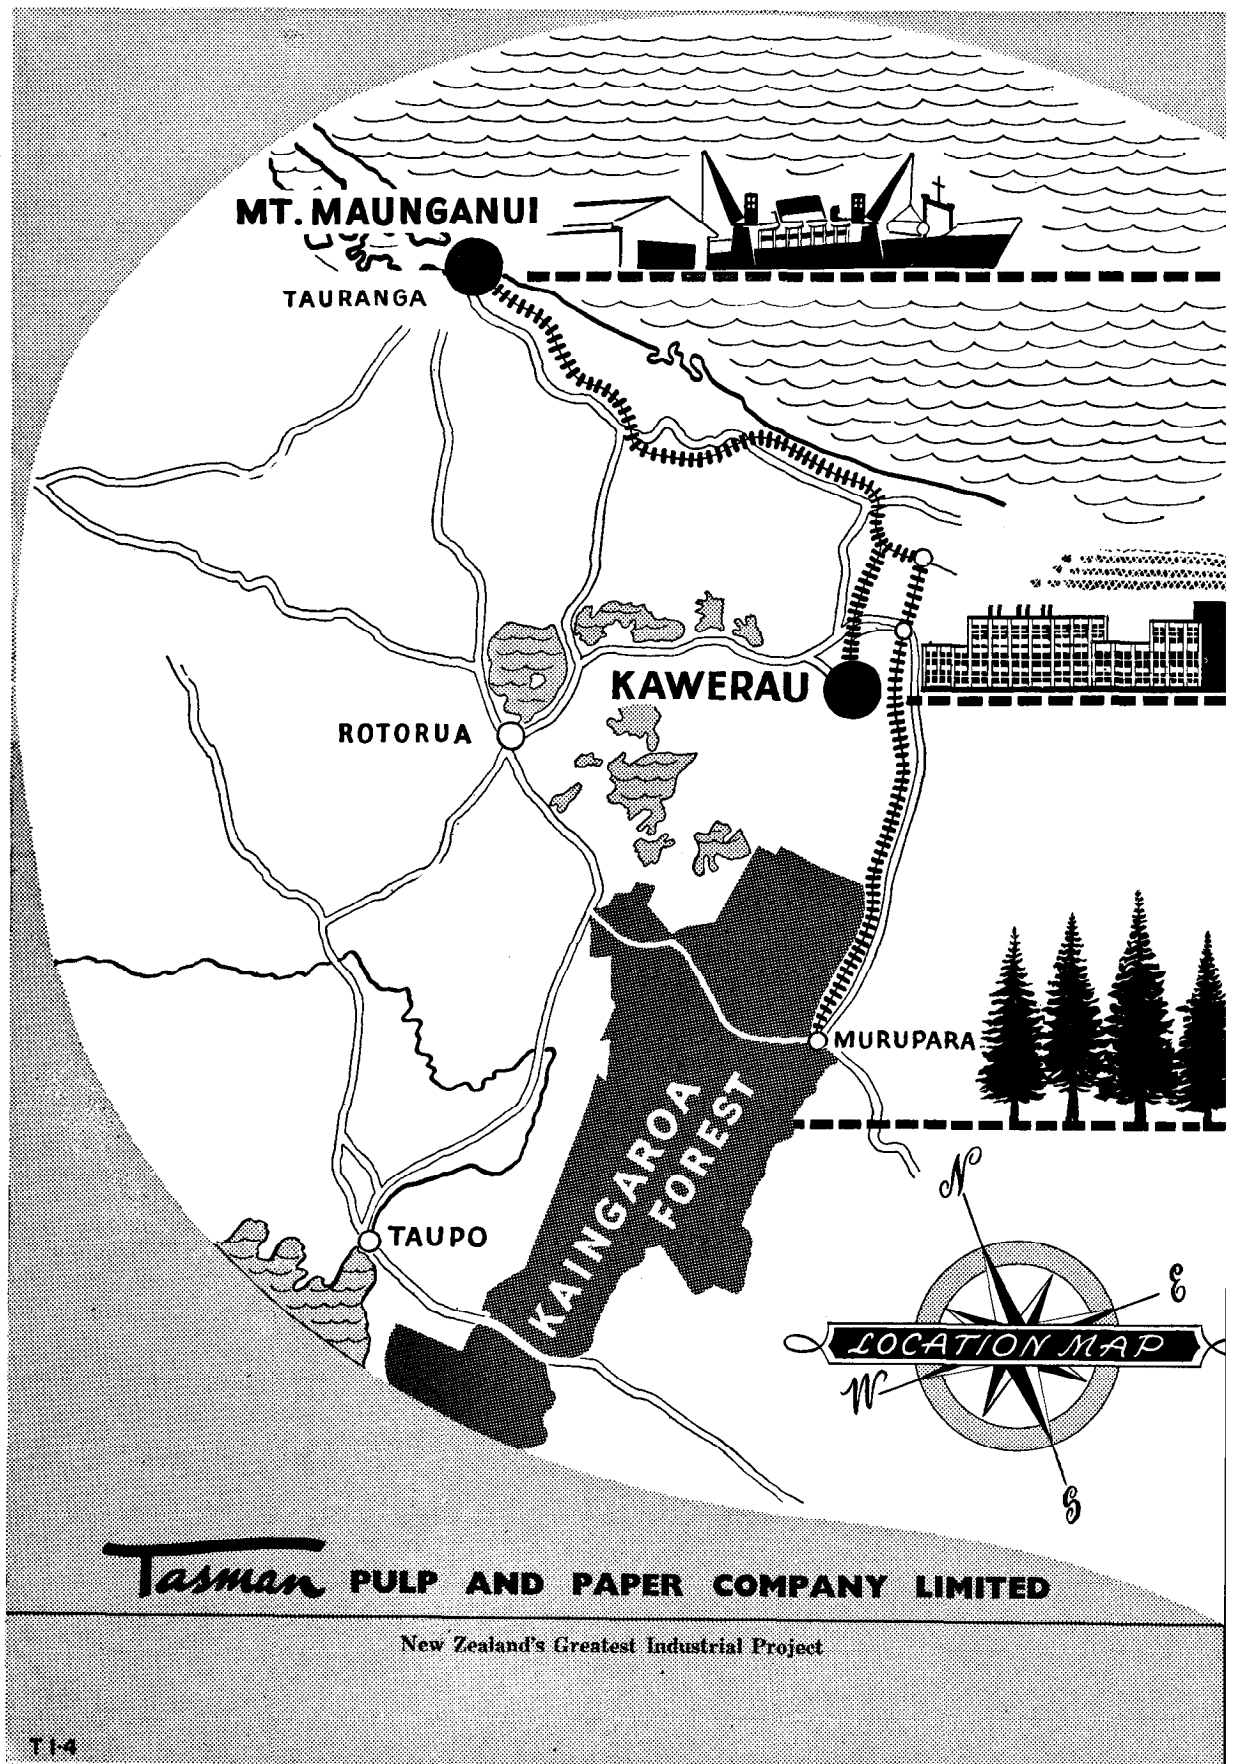 MT. MAUNGANUI
TAURANGA
KAWERAU
ROTORUA
MURUPARA
KAINGAROA
FOREST
TAUPO
N
E
LOCATION MAP
W
S
Tasman PULP AND PAPER COMPANY LIMITED
New Zealand's Greatest Industrial Project
T1-4